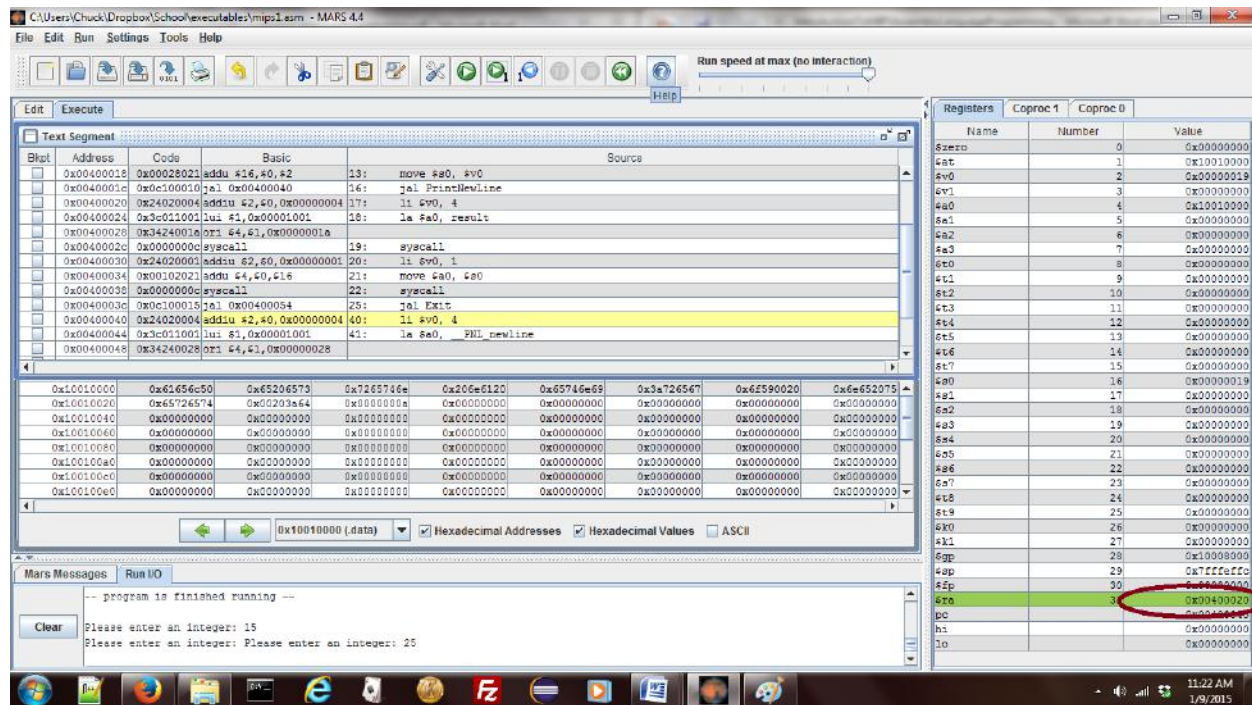 C:\Users\Chuck\Dropbox\School\executables\mips1.asm - MARS 4.4
File Edit Run Settings Tools Help
Run speed at max (no interaction)
Help
Edit Execute
Text Segment
Bkpt Address Code Basic Source
0x00400018 0x00028021 addu $16,$0,$2 13: move $s0, $v0
0x0040001c 0x0c100010 jal 0x00400040 16: jal PrintNewLine
0x00400020 0x24020004 addiu $2,$0,0x00000004 17: li $v0, 4
0x00400024 0x3c011001 lui $1,0x00001001 18: la $a0, result
0x00400028 0x3424001a ori $4,$1,0x0000001a
0x0040002c 0x0000000c syscall 19: syscall
0x00400030 0x24020001 addiu $2,$0,0x00000001 20: li $v0, 1
0x00400034 0x00102021 addu $4,$0,$16 21: move $a0, $s0
0x00400038 0x0000000c syscall 22: syscall
0x0040003c 0x0c100015 jal 0x00400054 25: jal Exit
0x00400040 0x24020004 addiu $2,$0,0x00000004 40: li $v0, 4
0x00400044 0x3c011001 lui $1,0x00001001 41: la $a0, __PNL_newline
0x00400048 0x34240028 ori $4,$1,0x00000028
0x10010000 0x61656c50 0x65206573 0x7265746e 0x206e6120 0x65746e69 0x3a726567 0x6f590020 0x6e652075
0x10010020 0x65726574 0x00203a64 0x0000000a 0x00000000 0x00000000 0x00000000 0x00000000 0x00000000
0x10010040 0x00000000 0x00000000 0x00000000 0x00000000 0x00000000 0x00000000 0x00000000 0x00000000
0x10010060 0x00000000 0x00000000 0x00000000 0x00000000 0x00000000 0x00000000 0x00000000 0x00000000
0x10010080 0x00000000 0x00000000 0x00000000 0x00000000 0x00000000 0x00000000 0x00000000 0x00000000
0x100100a0 0x00000000 0x00000000 0x00000000 0x00000000 0x00000000 0x00000000 0x00000000 0x00000000
0x100100c0 0x00000000 0x00000000 0x00000000 0x00000000 0x00000000 0x00000000 0x00000000 0x00000000
0x100100e0 0x00000000 0x00000000 0x00000000 0x00000000 0x00000000 0x00000000 0x00000000 0x00000000
0x10010000 (.data) Hexadecimal Addresses Hexadecimal Values ASCII
Mars Messages Run I/O
-- program is finished running --
Clear
Please enter an integer: 15
Please enter an integer: Please enter an integer: 25
Registers Coproc 1 Coproc 0
Name Number Value
$zero 0 0x00000000
$at 1 0x10010000
$v0 2 0x00000019
$v1 3 0x00000000
$a0 4 0x10010000
$a1 5 0x00000000
$a2 6 0x00000000
$a3 7 0x00000000
$t0 8 0x00000000
$t1 9 0x00000000
$t2 10 0x00000000
$t3 11 0x00000000
$t4 12 0x00000000
$t5 13 0x00000000
$t6 14 0x00000000
$t7 15 0x00000000
$s0 16 0x00000019
$s1 17 0x00000000
$s2 18 0x00000000
$s3 19 0x00000000
$s4 20 0x00000000
$s5 21 0x00000000
$s6 22 0x00000000
$s7 23 0x00000000
$t8 24 0x00000000
$t9 25 0x00000000
$k0 26 0x00000000
$k1 27 0x00000000
$gp 28 0x10008000
$sp 29 0x7fffeffc
$fp 30
$ra 0x00400020
pc
hi 0x00000000
lo 0x00000000
11:22 AM
1/9/2015